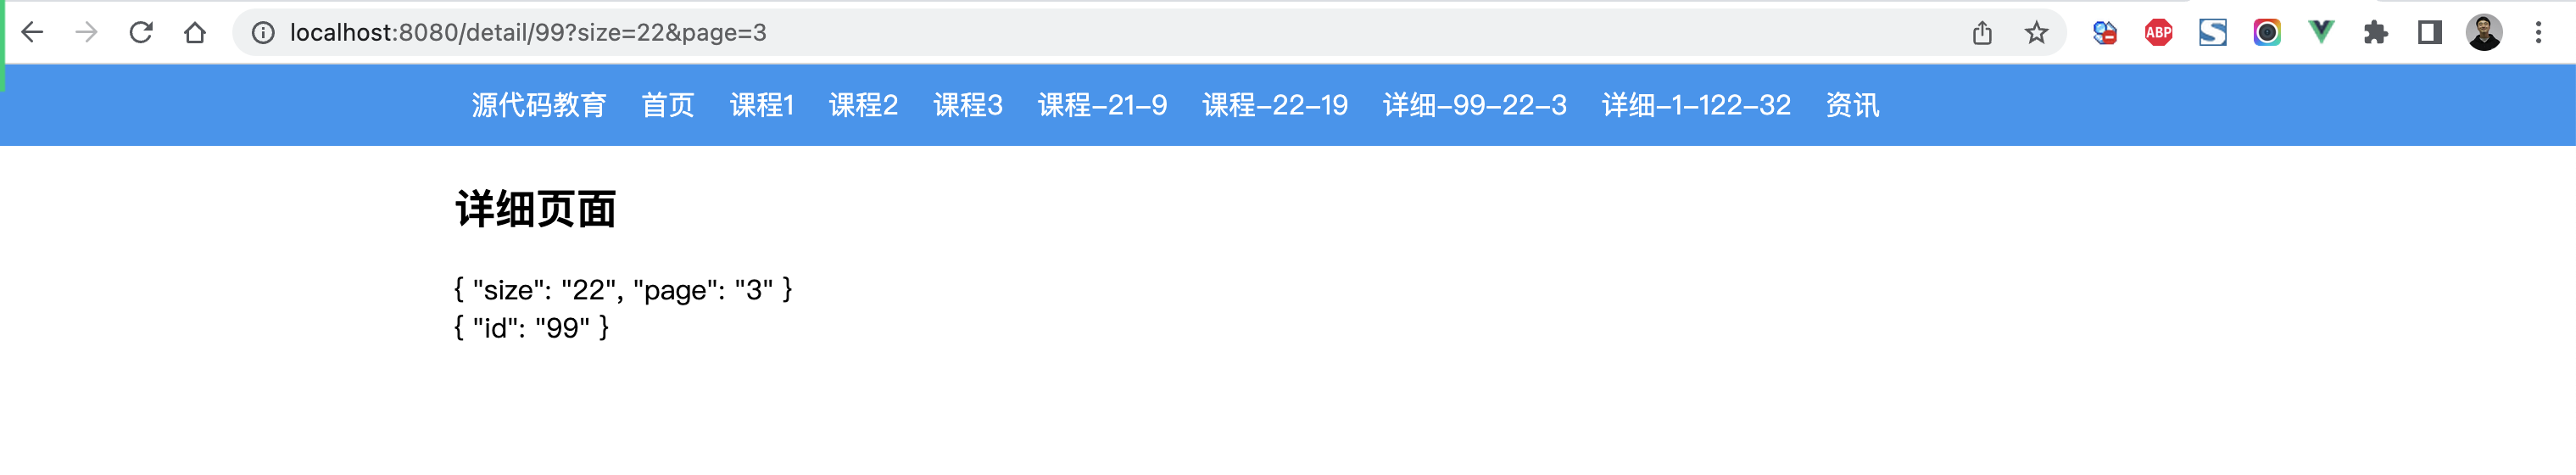 localhost:8080/detail/99?size=22&page=3
ABP
源代码教育 首页 课程1 课程2 课程3 课程-21-9 课程-22-19 详细-99-22-3 详细-1-122-32 资讯
详细页面
{ "size": "22", "page": "3" }
{ "id": "99" }